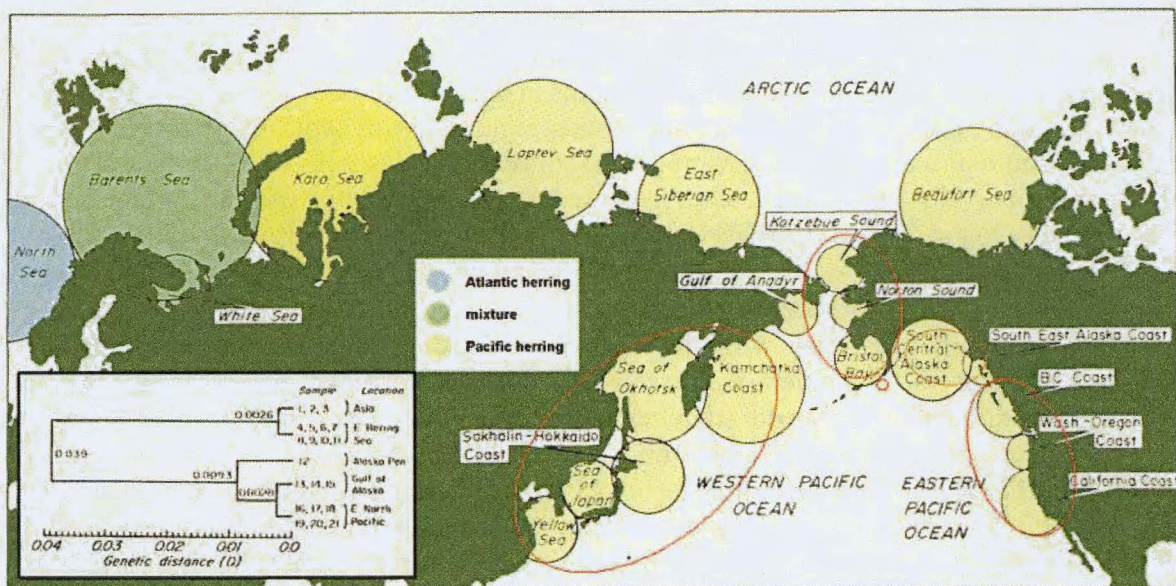 ARCTIC OCEAN
Barents Sea
Kara Sea
Laptev Sea
East
Siberian Sea
Beaufort Sea
Kotzebue Sound
North
Sea
White Sea
Gulf of Anadyr
Norton Sound
Atlantic herring
mixture
Pacific herring
Sea of
Okhotsk
Kamchatka
Coast
Bristol
Bay
South
Central
Alaska
Coast
South East Alaska Coast
B.C. Coast
Wash-Oregon
Coast
California Coast
Sakhalin-Hokkaido
Coast
Sea of
Japan
Yellow
Sea
WESTERN PACIFIC
OCEAN
EASTERN
PACIFIC
OCEAN
Sample Location
0.0026
1, 2, 3 Asia
4, 5, 6, 7 E. Bering
8, 9, 10, 11 Sea
0.039
0.0093
12 Alaska Pen
13, 14, 15 Gulf of
Alaska
0.0028
16, 17, 18 E. North
19, 20, 21 Pacific
0.04 0.03 0.02 0.01 0.0
Genetic distance (D)